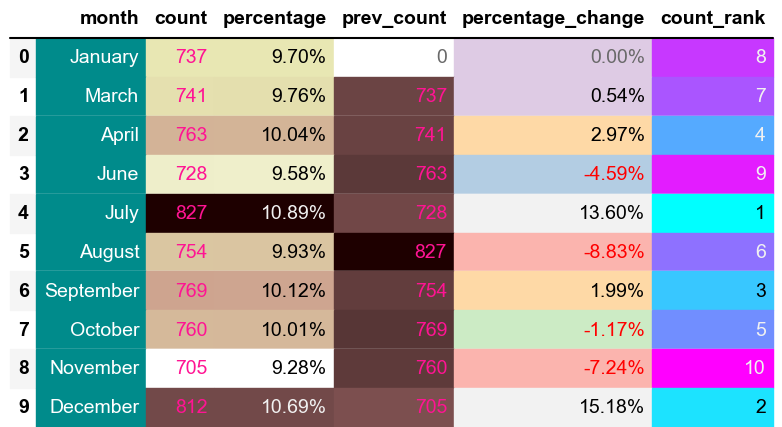 month count percentage prev_count percentage_change count_rank
0 January 737 9.70% 0 0.00% 8
1 March 741 9.76% 737 0.54% 7
2 April 763 10.04% 741 2.97% 4
3 June 728 9.58% 763 -4.59% 9
4 July 827 10.89% 728 13.60% 1
5 August 754 9.93% 827 -8.83% 6
6 September 769 10.12% 754 1.99% 3
7 October 760 10.01% 769 -1.17% 5
8 November 705 9.28% 760 -7.24% 10
9 December 812 10.69% 705 15.18% 2